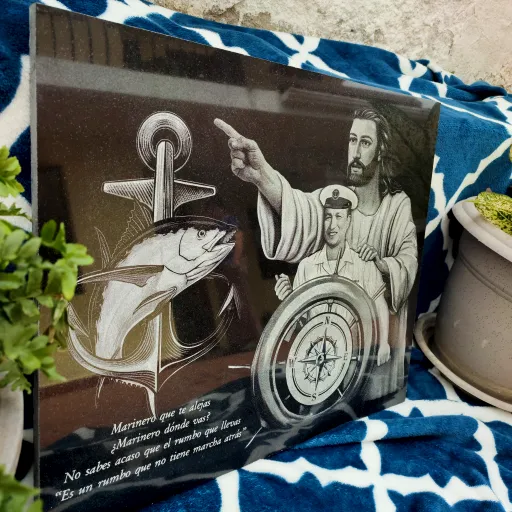 Marinero que te alejas
¿Marinero dónde vas?
No sabes acaso que el rumbo que llevas
"Es un rumbo que no tiene marcha atrás"